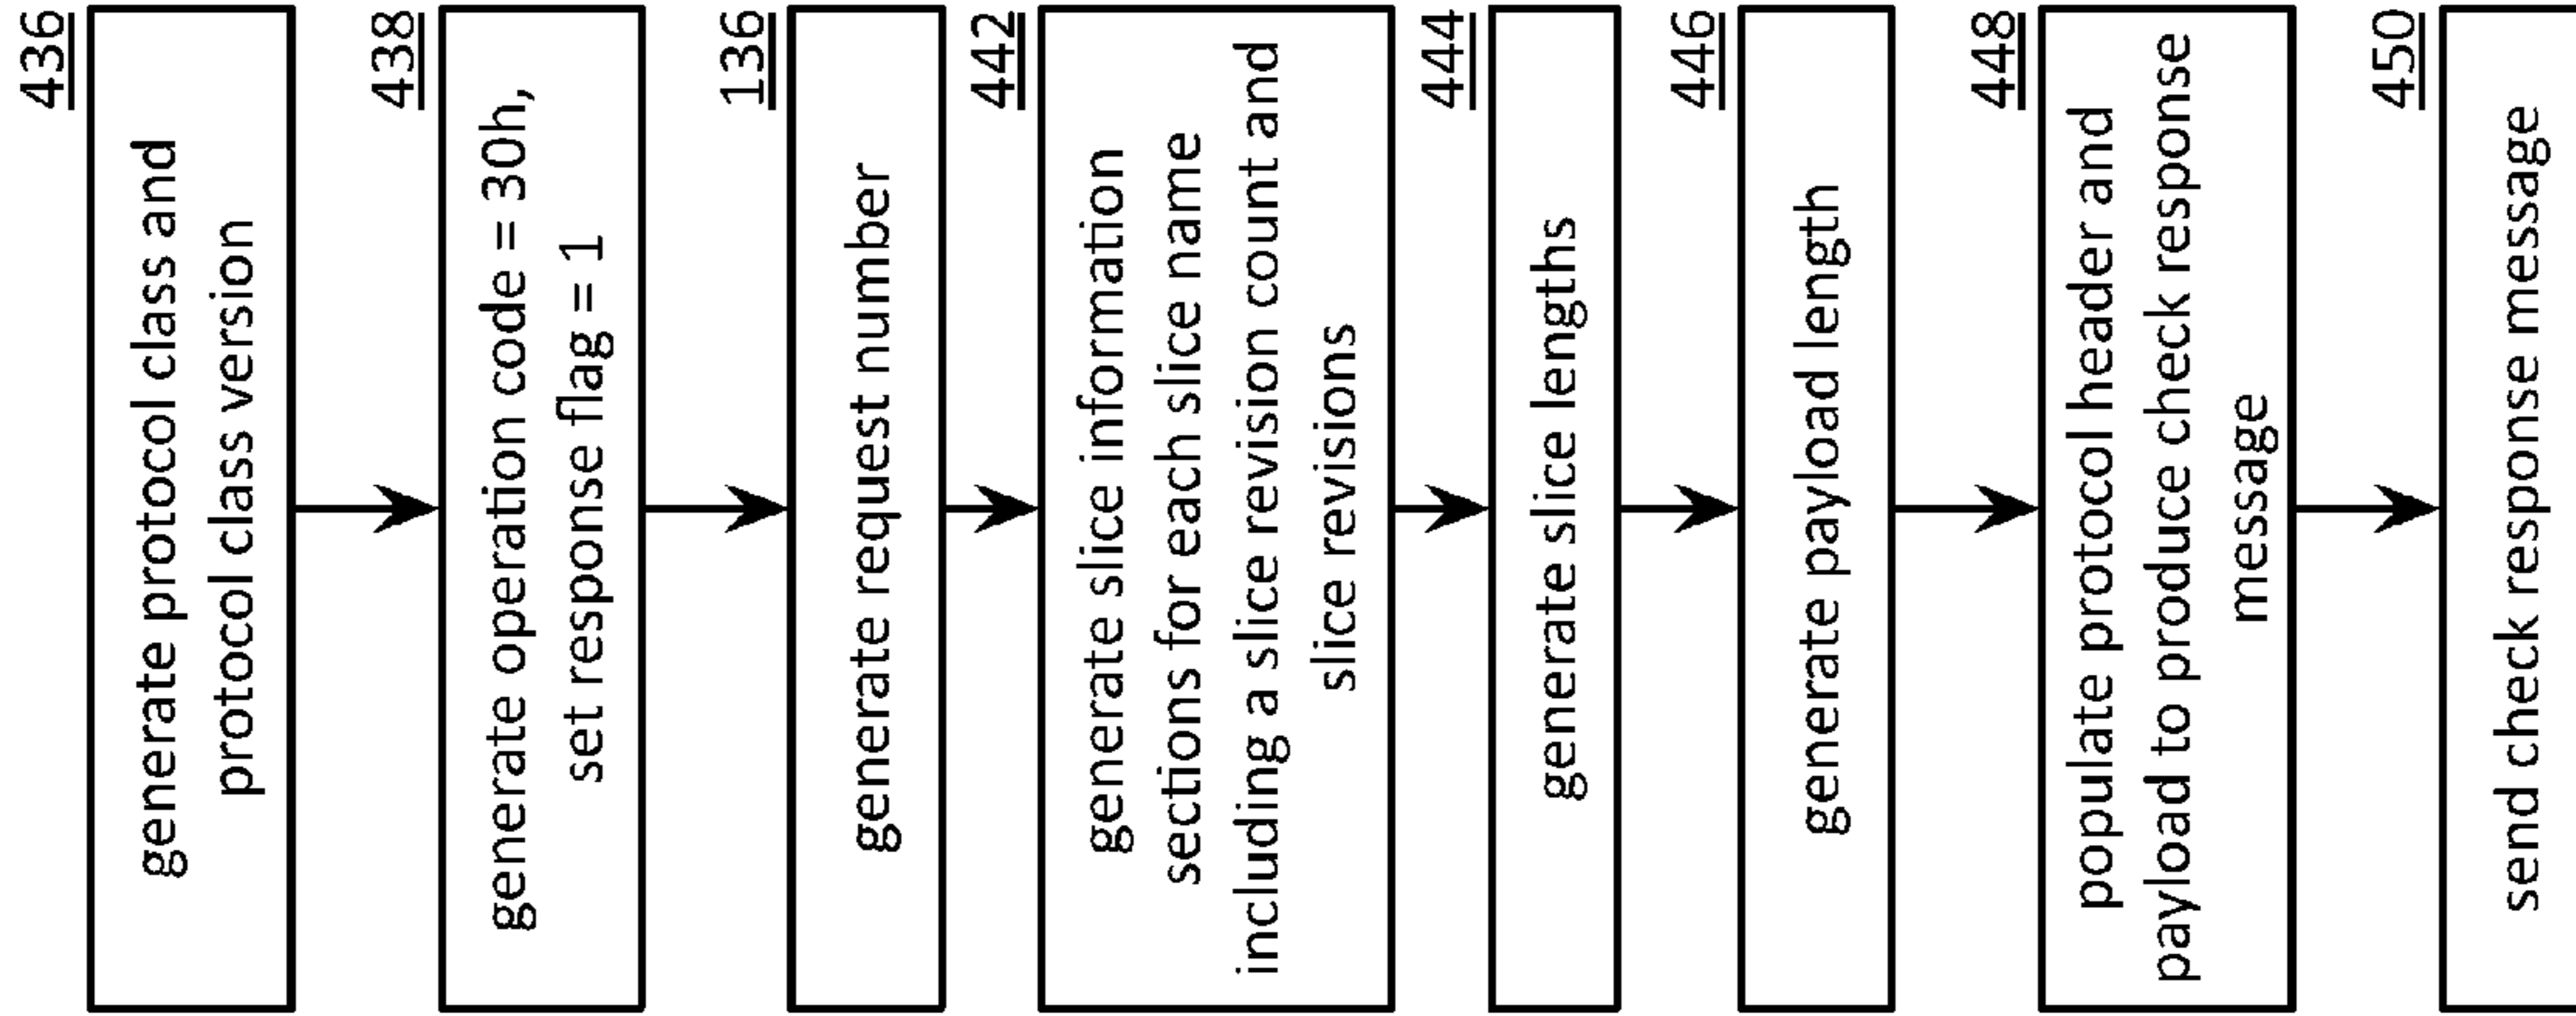 436
generate protocol class and
protocol class version
438
generate operation code = 30h,
set response flag = 1
136
generate request number
442
generate slice information
sections for each slice name
including a slice revision count and
slice revisions
444
generate slice lengths
446
generate payload length
448
populate protocol header and
payload to produce check response
message
450
send check response message